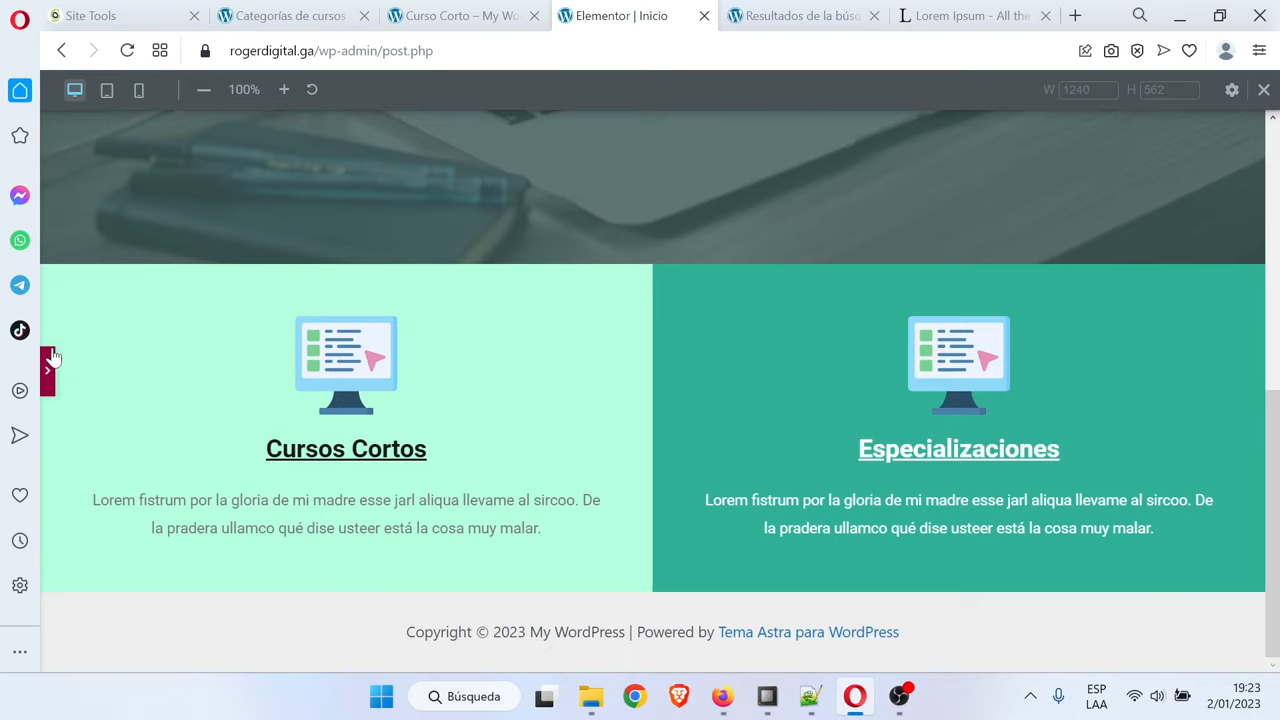 Site Tools
Categorías de cursos
Curso Corto – My Wo
Elementor | Inicio
Resultados de la búsq
Lorem Ipsum - All the
rogerdigital.ga/wp-admin/post.php
100%
W 1240 H 562
Cursos Cortos
Lorem fistrum por la gloria de mi madre esse jarl aliqua llevame al sircoo. De
la pradera ullamco qué dise usteer está la cosa muy malar.
Especializaciones
Lorem fistrum por la gloria de mi madre esse jarl aliqua llevame al sircoo. De
la pradera ullamco qué dise usteer está la cosa muy malar.
Copyright © 2023 My WordPress | Powered by Tema Astra para WordPress
Búsqueda
ESP
LAA
19:23
2/01/2023